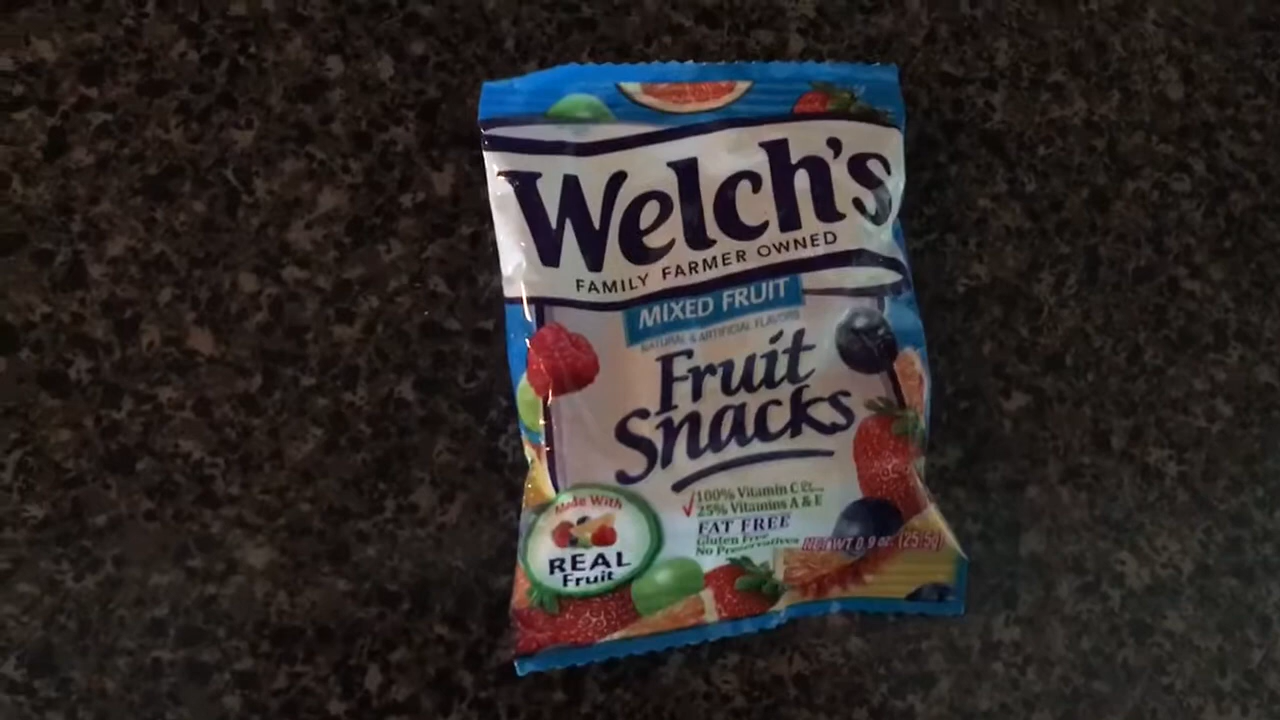 Welch's
FAMILY FARMER OWNED
MIXED FRUIT
NATURAL & ARTIFICIAL FLAVORS
Fruit
Snacks
Made With
REAL
Fruit
100% Vitamin C
25% Vitamins A & E
FAT FREE
Gluten Free
No Preservatives
NET WT 0.9 oz. (25.5g)